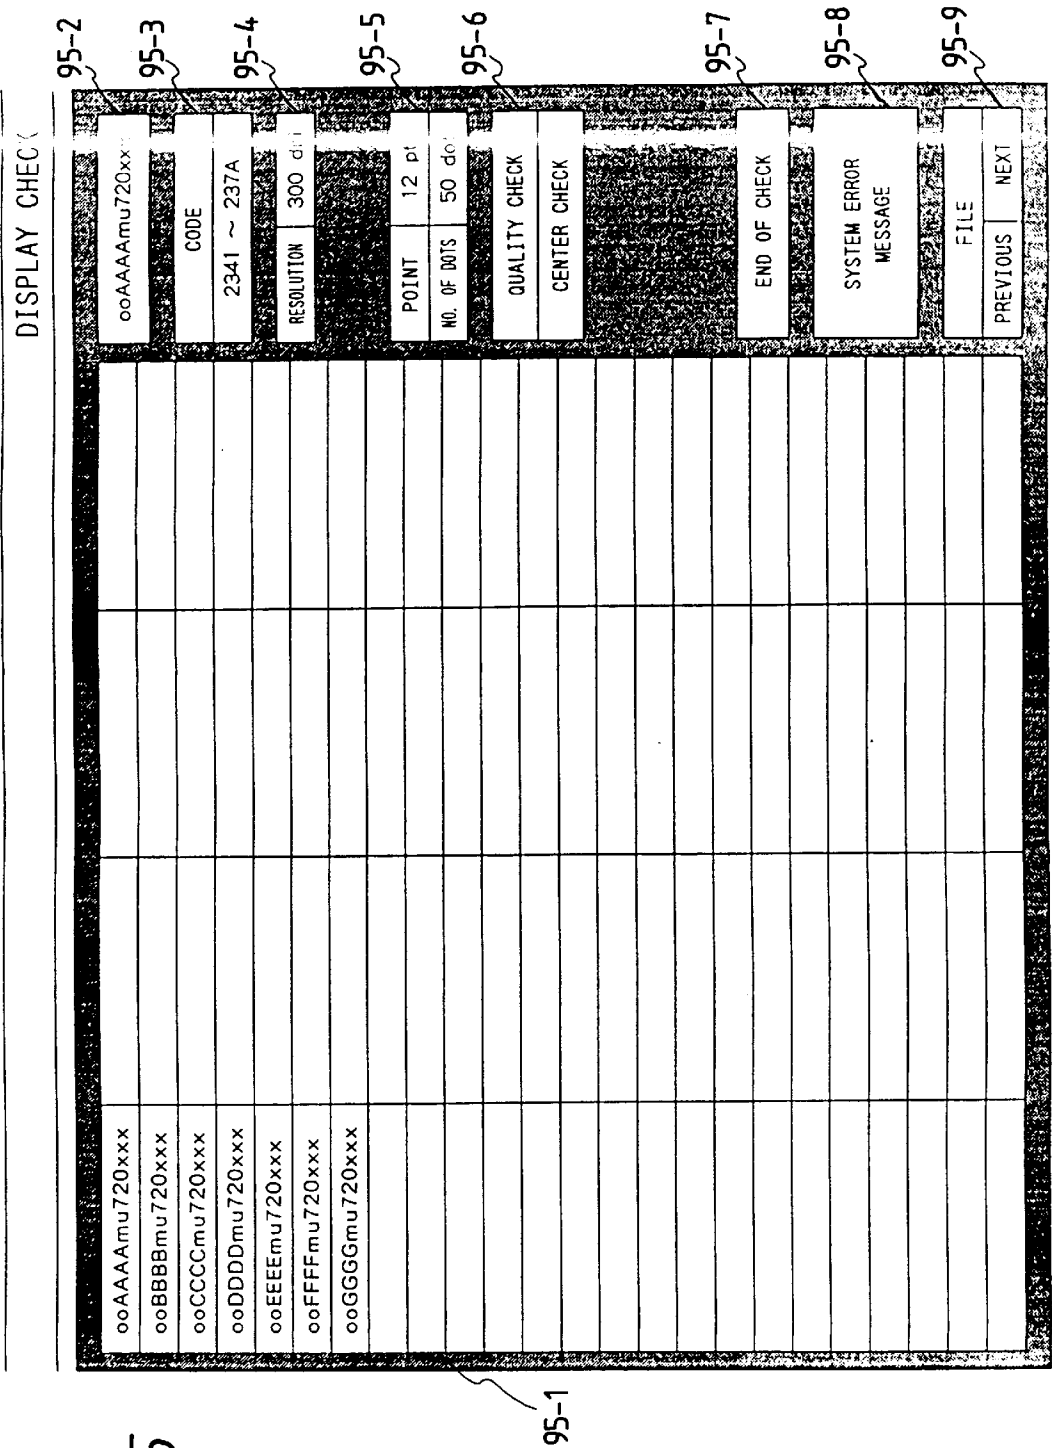 DISPLAY CHECK
95-1
ooAAAAmu720xxx
ooBBBBmu720xxx
ooCCCCmu720xxx
ooDDDDmu720xxx
ooEEEEmu720xxx
ooFFFFmu720xxx
ooGGGGmu720xxx
ooAAAAmu720xx
95-2
CODE
2341 ~ 237A
95-3
RESOLUTION 300
95-4
POINT 12 pt
NO. OF DOTS 50
95-5
QUALITY CHECK
CENTER CHECK
95-6
END OF CHECK
95-7
SYSTEM ERROR
MESSAGE
95-8
FILE
PREVIOUS NEXT
95-9